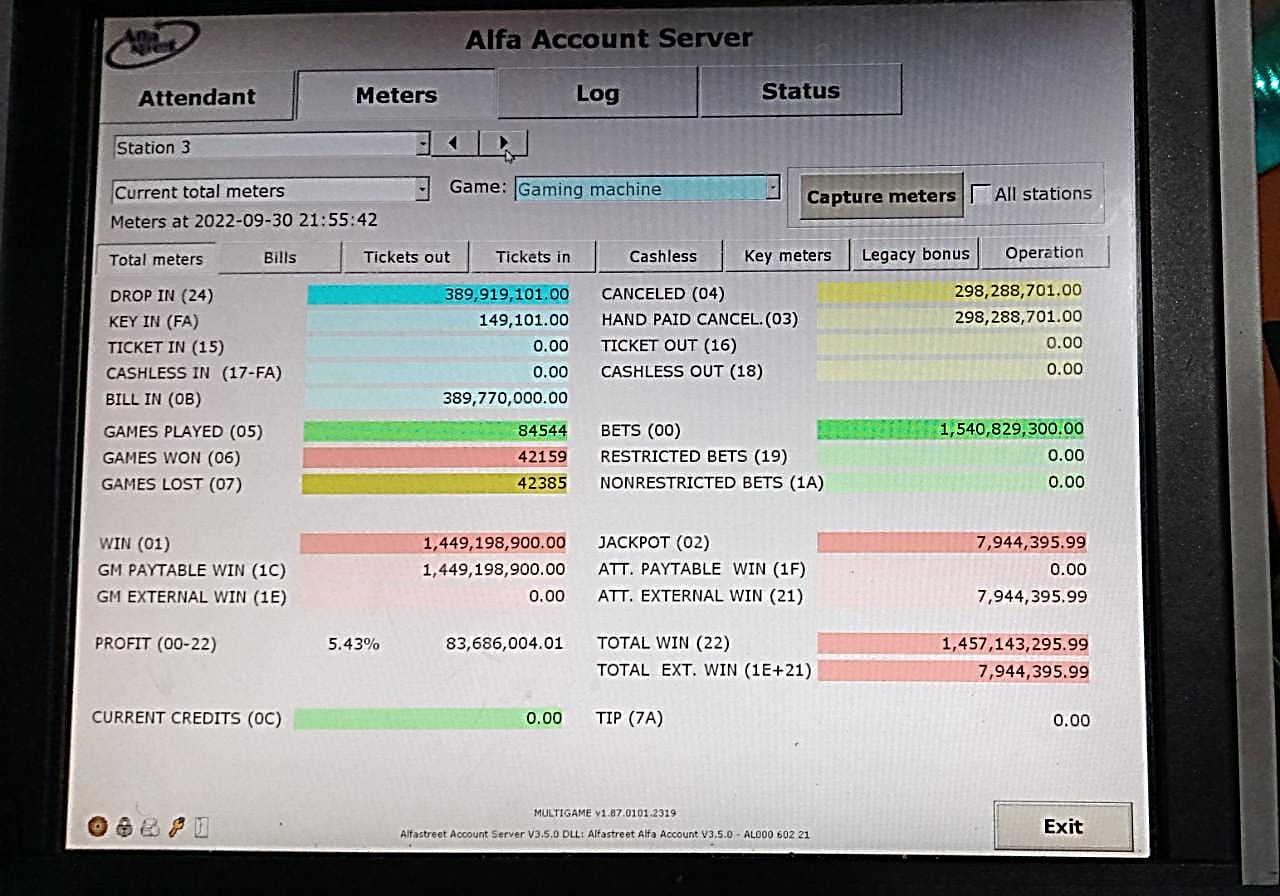 Alfa Street
Alfa Account Server
Attendant Meters Log Status
Station 3
Current total meters Game: Gaming machine Capture meters All stations
Meters at 2022-09-30 21:55:42
Total meters Bills Tickets out Tickets in Cashless Key meters Legacy bonus Operation
DROP IN (24) 389,919,101.00 CANCELED (04) 298,288,701.00
KEY IN (FA) 149,101.00 HAND PAID CANCEL.(03) 298,288,701.00
TICKET IN (15) 0.00 TICKET OUT (16) 0.00
CASHLESS IN (17-FA) 0.00 CASHLESS OUT (18) 0.00
BILL IN (0B) 389,770,000.00
GAMES PLAYED (05) 84544 BETS (00) 1,540,829,300.00
GAMES WON (06) 42159 RESTRICTED BETS (19) 0.00
GAMES LOST (07) 42385 NONRESTRICTED BETS (1A) 0.00
WIN (01) 1,449,198,900.00 JACKPOT (02) 7,944,395.99
GM PAYTABLE WIN (1C) 1,449,198,900.00 ATT. PAYTABLE WIN (1F) 0.00
GM EXTERNAL WIN (1E) 0.00 ATT. EXTERNAL WIN (21) 7,944,395.99
PROFIT (00-22) 5.43% 83,686,004.01 TOTAL WIN (22) 1,457,143,295.99
TOTAL EXT. WIN (1E+21) 7,944,395.99
CURRENT CREDITS (0C) 0.00 TIP (7A) 0.00
MULTIGAME v1.87.0101.2319
Alfastreet Account Server V3.5.0 DLL: Alfastreet Alfa Account V3.5.0 - AL000 602 21
Exit